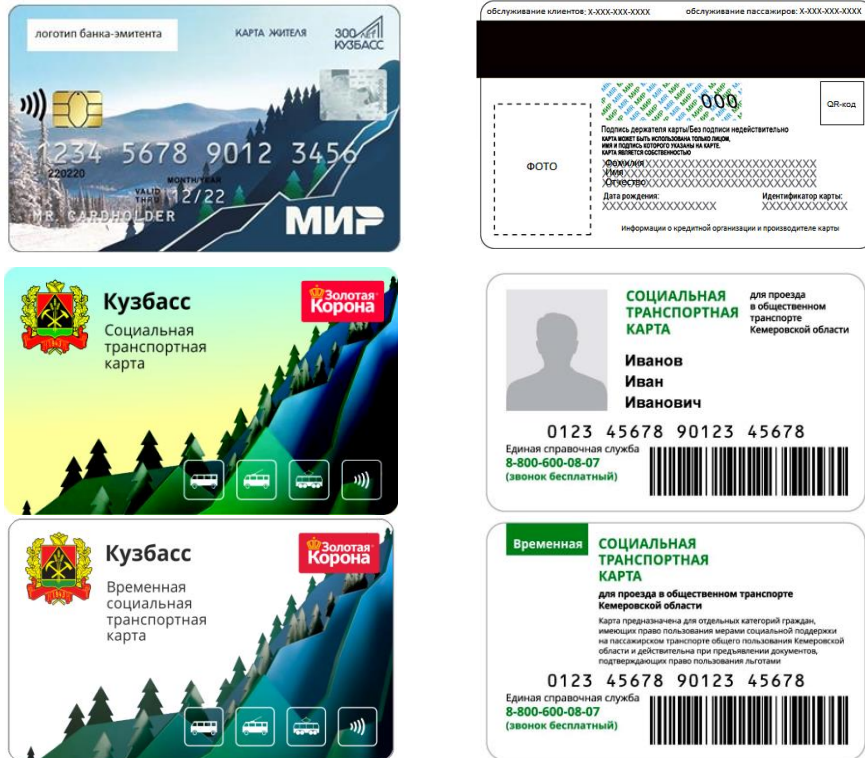 логотип банка-эмитента
КАРТА ЖИТЕЛЯ
300 ЛЕТ
КУЗБАСС
1234 5678 9012 3456
220220
MONTH/YEAR
VALID
THRU
12/22
MR. CARDHOLDER
МИР
обслуживание клиентов: X-XXX-XXX-XXXX
обслуживание пассажиров: X-XXX-XXX-XXXX
000
QR-код
ФОТО
Подпись держателя карты/Без подписи недействительно
КАРТА МОЖЕТ БЫТЬ ИСПОЛЬЗОВАНА ТОЛЬКО ЛИЦОМ,
ИМЯ И ПОДПИСЬ КОТОРОГО УКАЗАНЫ НА КАРТЕ.
КАРТА ЯВЛЯЕТСЯ СОБСТВЕННОСТЬЮ
Фамилия
Имя
Отчество
Дата рождения:
Идентификатор карты:
Информации о кредитной организации и производителе карты
Кузбасс
Социальная
транспортная
карта
Золотая
Корона
СОЦИАЛЬНАЯ
ТРАНСПОРТНАЯ
КАРТА
для проезда
в общественном
транспорте
Кемеровской области
Иванов
Иван
Иванович
0123 45678 90123 45678
Единая справочная
служба
8-800-600-08-07
(звонок бесплатный)
Кузбасс
Временная
социальная
транспортная
карта
Золотая
Корона
Временная
СОЦИАЛЬНАЯ
ТРАНСПОРТНАЯ
КАРТА
для проезда в общественном транспорте
Кемеровской области
Карта предназначена для отдельных категорий граждан,
имеющих право пользования мерами социальной поддержки
на пассажирском транспорте общего пользования Кемеровской
области и действительна при предъявлении документов,
подтверждающих право пользования льготами
0123 45678 90123 45678
Единая справочная служба
8-800-600-08-07
(звонок бесплатный)